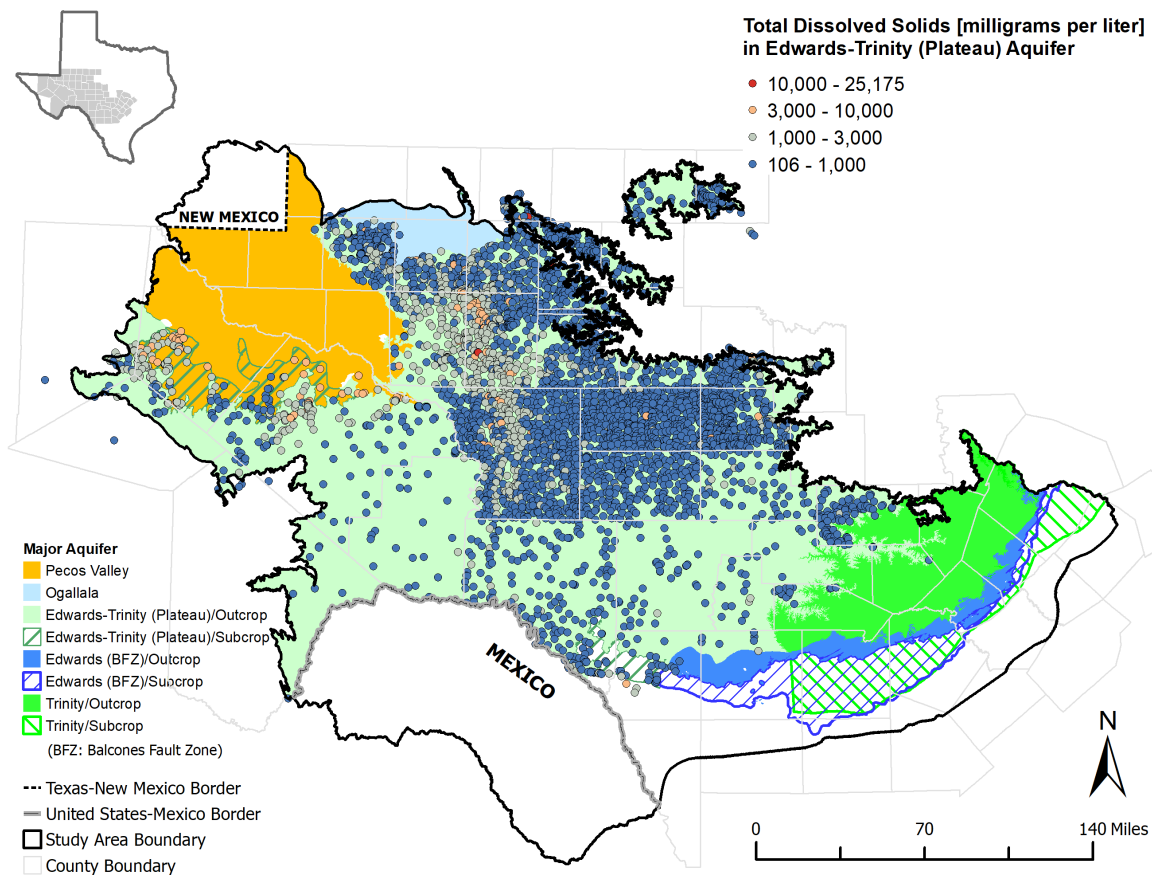 Total Dissolved Solids [milligrams per liter]
in Edwards-Trinity (Plateau) Aquifer
10,000 - 25,175
3,000 - 10,000
1,000 - 3,000
106 - 1,000
NEW MEXICO
MEXICO
Major Aquifer
Pecos Valley
Ogallala
Edwards-Trinity (Plateau)/Outcrop
Edwards-Trinity (Plateau)/Subcrop
Edwards (BFZ)/Outcrop
Edwards (BFZ)/Subcrop
Trinity/Outcrop
Trinity/Subcrop
(BFZ: Balcones Fault Zone)
Texas-New Mexico Border
United States-Mexico Border
Study Area Boundary
County Boundary
N
0 70 140 Miles